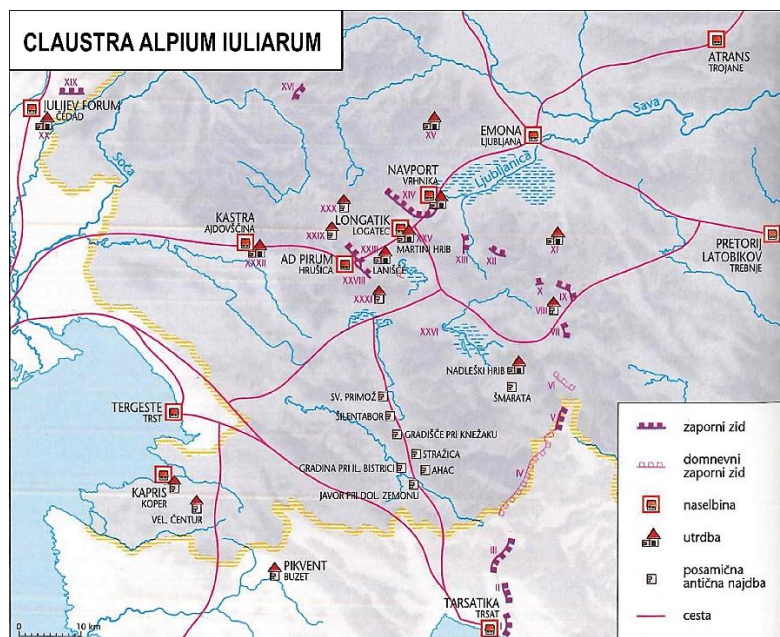 CLAUSTRA ALPIUM IULIARUM
ATRANS
TROJANE
XIX
XVI
JULIJEV FORUM
ČEDAD
XX
XV
Sava
EMONA
LJUBLJANA
Soča
Ljubljanica
NAVPORT
VRHNIKA
XIV
XXX
LONGATIK
LOGATEC
XXIX
KASTRA
AJDOVŠČINA
XXXII
MARTINJ HRIB
XXV
XXIII
LANIŠČE
AD PIRUM
HRUŠICA
XXVIII
XXXI
XIII
XII
XI
PRETORIJ
LATOBIKOV
TREBNJE
X
IX
VIII
VII
XXVI
NADLEŠKI HRIB
ŠMARATA
VI
V
SV. PRIMOŽ
ŠILENTABOR
GRADIŠČE PRI KNEŽAKU
STRAŽICA
GRADINA PRI IL. BISTRICI
AHAC
JAVOR PRI DOL. ZEMONU
IV
TERGESTE
TRST
KAPRIS
KOPER
VEL. ČENTUR
PIKVENT
BUZET
III
II
I
TARSATIKA
TRSAT
0
10 km
zaporni zid
domnevni
zaporni zid
naselbina
utrdba
posamična
antična najdba
cesta